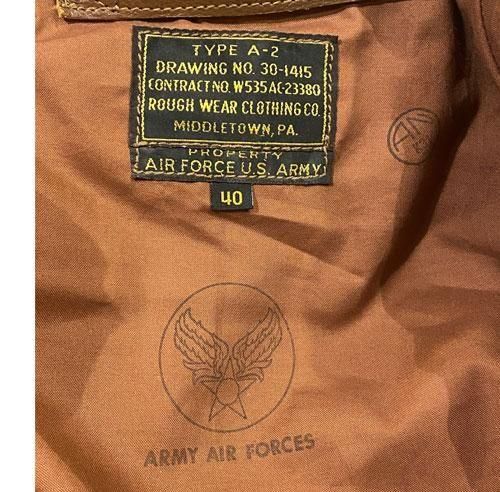 TYPE A-2
DRAWING NO. 30-1415
CONTRACT NO. W535AC-23380
ROUGH WEAR CLOTHING CO.
MIDDLETOWN, PA.
PROPERTY
AIR FORCE U.S. ARMY
40
ARMY AIR FORCES